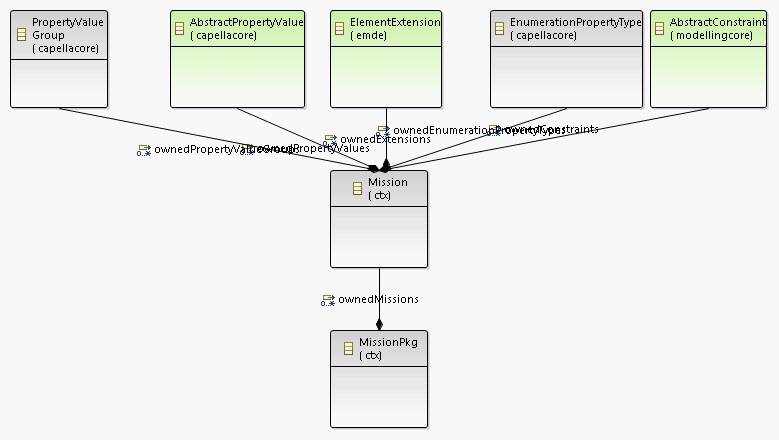 PropertyValue
Group
( capellacore)
AbstractPropertyValue
( capellacore)
ElementExtension
( emde)
EnumerationPropertyType
( capellacore)
AbstractConstraint
( modellingcore)
0..* ownedEnumerationPropertyTypes
0..* ownedConstraints
0..* ownedExtensions
0..* ownedPropertyValueGroups
0..* ownedPropertyValues
Mission
( ctx)
0..* ownedMissions
MissionPkg
( ctx)